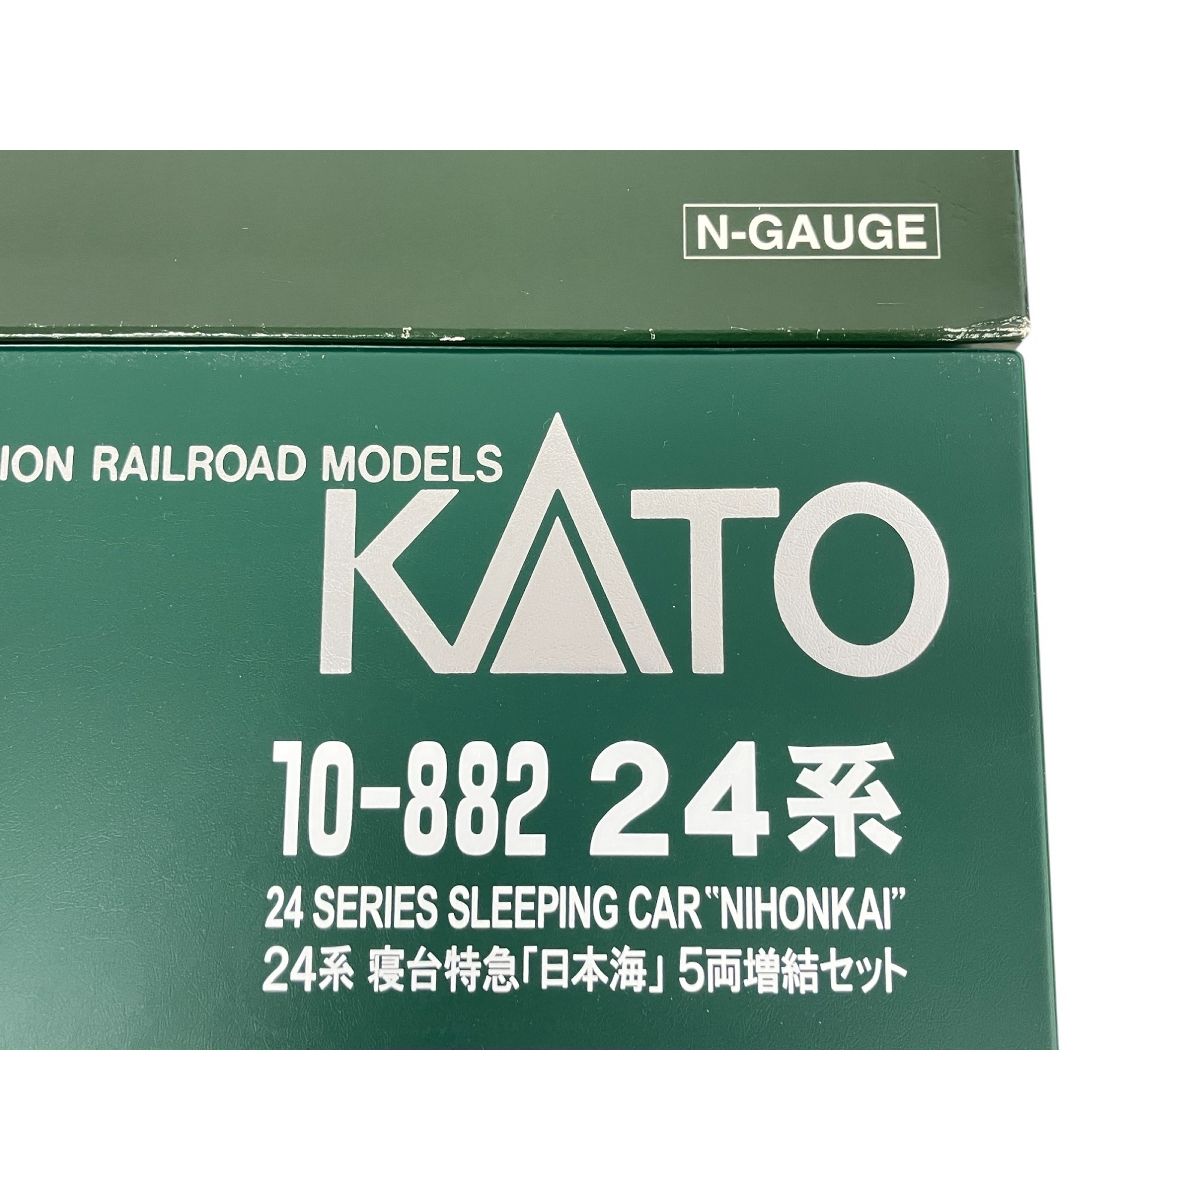 N-GAUGE
ION RAILROAD MODELS
KATO
10-882 24系
24 SERIES SLEEPING CAR "NIHONKAI"
24系 寝台特急「日本海」 5両増結セット